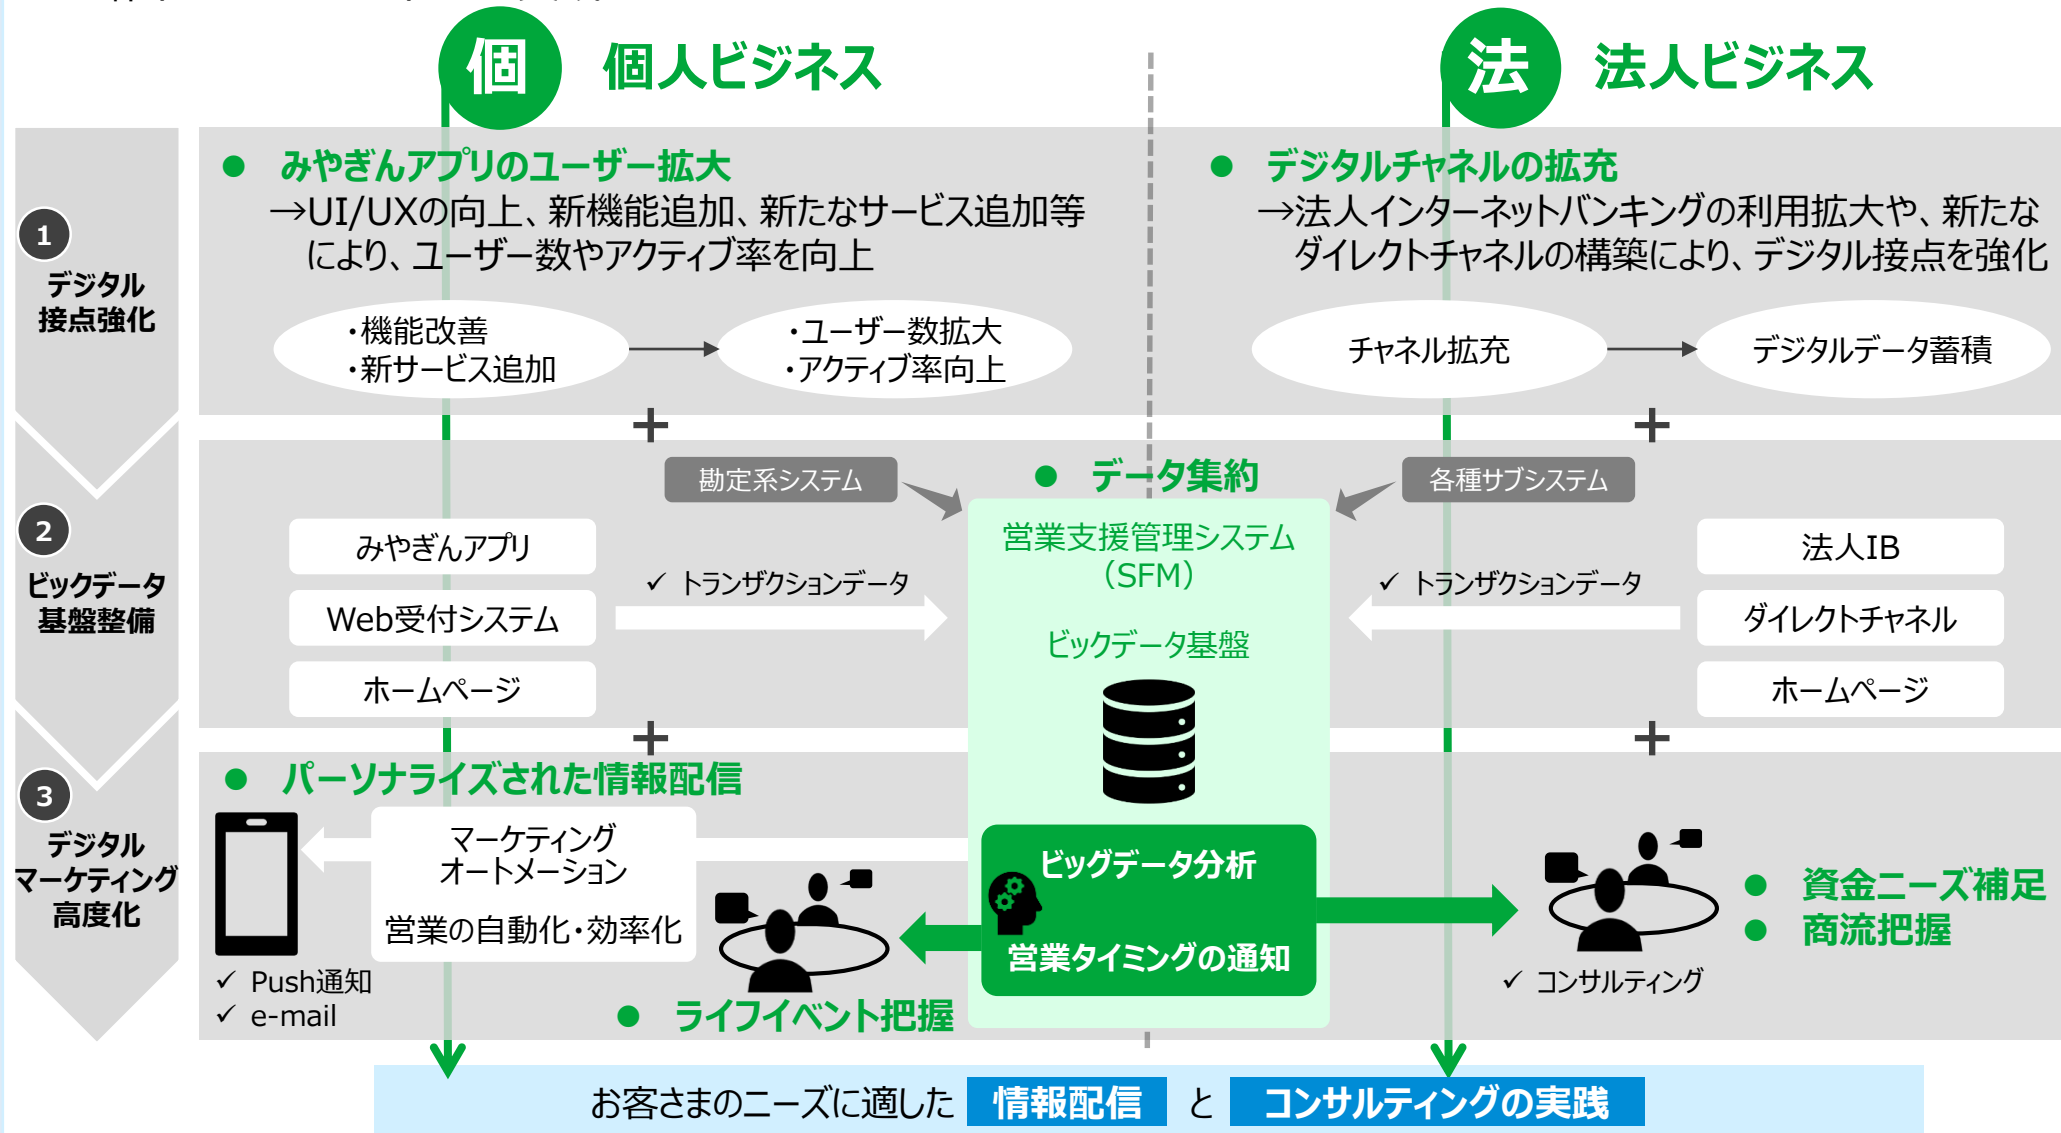 個
個人ビジネス
法
法人ビジネス
1
デジタル
接点強化
● みやぎんアプリのユーザー拡大
→UI/UXの向上、新機能追加、新たなサービス追加等
により、ユーザー数やアクティブ率を向上
・機能改善
・新サービス追加
・ユーザー数拡大
・アクティブ率向上
● デジタルチャネルの拡充
→法人インターネットバンキングの利用拡大や、新たな
ダイレクトチャネルの構築により、デジタル接点を強化
チャネル拡充
デジタルデータ蓄積
+
+
2
ビックデータ
基盤整備
勘定系システム
● データ集約
各種サブシステム
みやぎんアプリ
Web受付システム
ホームページ
✓ トランザクションデータ
営業支援管理システム
（SFM）
ビックデータ基盤
✓ トランザクションデータ
法人IB
ダイレクトチャネル
ホームページ
+
+
3
デジタル
マーケティング
高度化
● パーソナライズされた情報配信
マーケティング
オートメーション
営業の自動化・効率化
✓ Push通知
✓ e-mail
● ライフイベント把握
ビッグデータ分析
営業タイミングの通知
✓ コンサルティング
● 資金ニーズ補足
● 商流把握
お客さまのニーズに適した 情報配信 と コンサルティングの実践